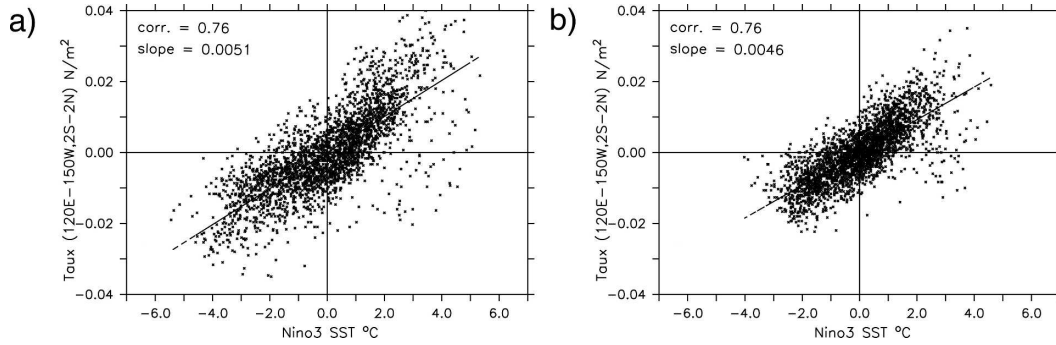 a)
corr. = 0.76
slope = 0.0051
0.04
0.02
0.00
−0.02
−0.04
Taux (120E−150W,2S−2N) N/m²
−6.0 −4.0 −2.0 0.0 2.0 4.0 6.0
Nino3 SST ºC
b)
corr. = 0.76
slope = 0.0046
0.04
0.02
0.00
−0.02
−0.04
Taux (120E−150W,2S−2N) N/m²
−6.0 −4.0 −2.0 0.0 2.0 4.0 6.0
Nino3 SST ºC